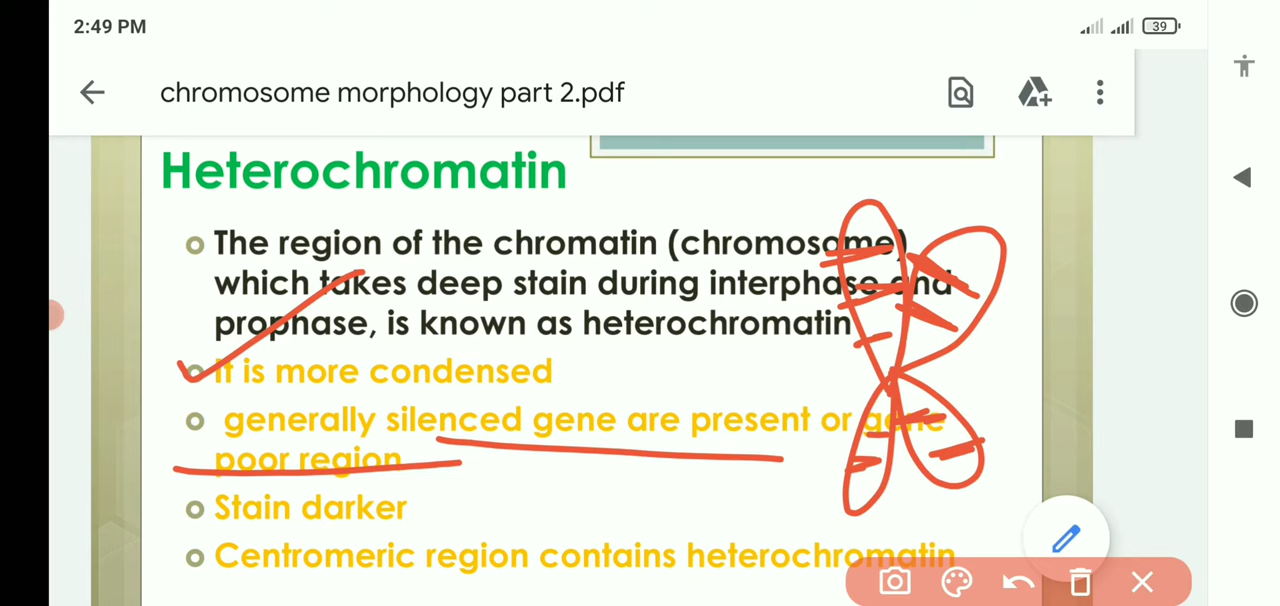 2:49 PM
39
chromosome morphology part 2.pdf
Heterochromatin
The region of the chromatin (chromosome)
which takes deep stain during interphase and
prophase, is known as heterochromatin
It is more condensed
generally silenced gene are present or gene
poor region
Stain darker
Centromeric region contains heterochromatin